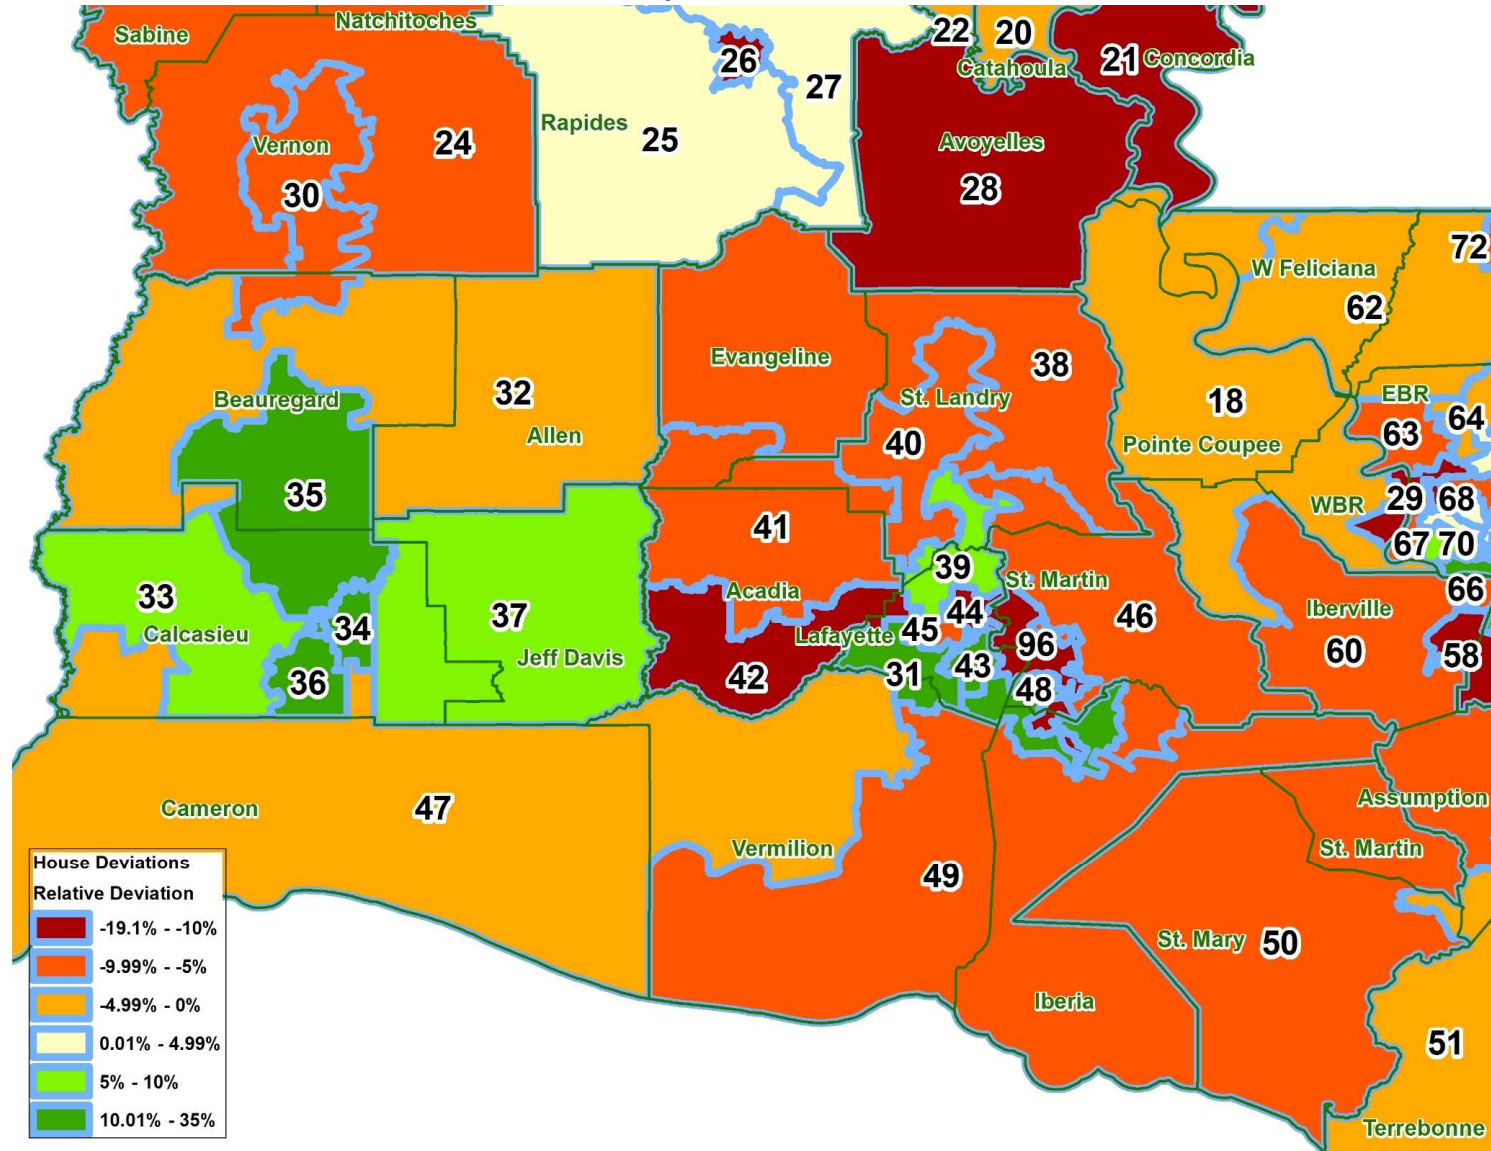 Natchitoches
Sabine
22
20
26
21
Concordia
Catahoula
27
Rapides
25
Vernon
24
Avoyelles
28
30
72
W Feliciana
62
Evangeline
38
EBR
Beauregard
32
St. Landry
18
64
63
Allen
40
Pointe Coupee
35
WBR
29
68
41
67
70
39
St. Martin
66
33
Acadia
44
46
Iberville
34
37
Calcasieu
Lafayette
45
96
60
58
Jeff Davis
36
42
31
43
48
Cameron
47
Assumption
Vermilion
St. Martin
49
St. Mary
50
Iberia
51
Terrebonne
House Deviations
Relative Deviation
-19.1% - -10%
-9.99% - -5%
-4.99% - 0%
0.01% - 4.99%
5% - 10%
10.01% - 35%